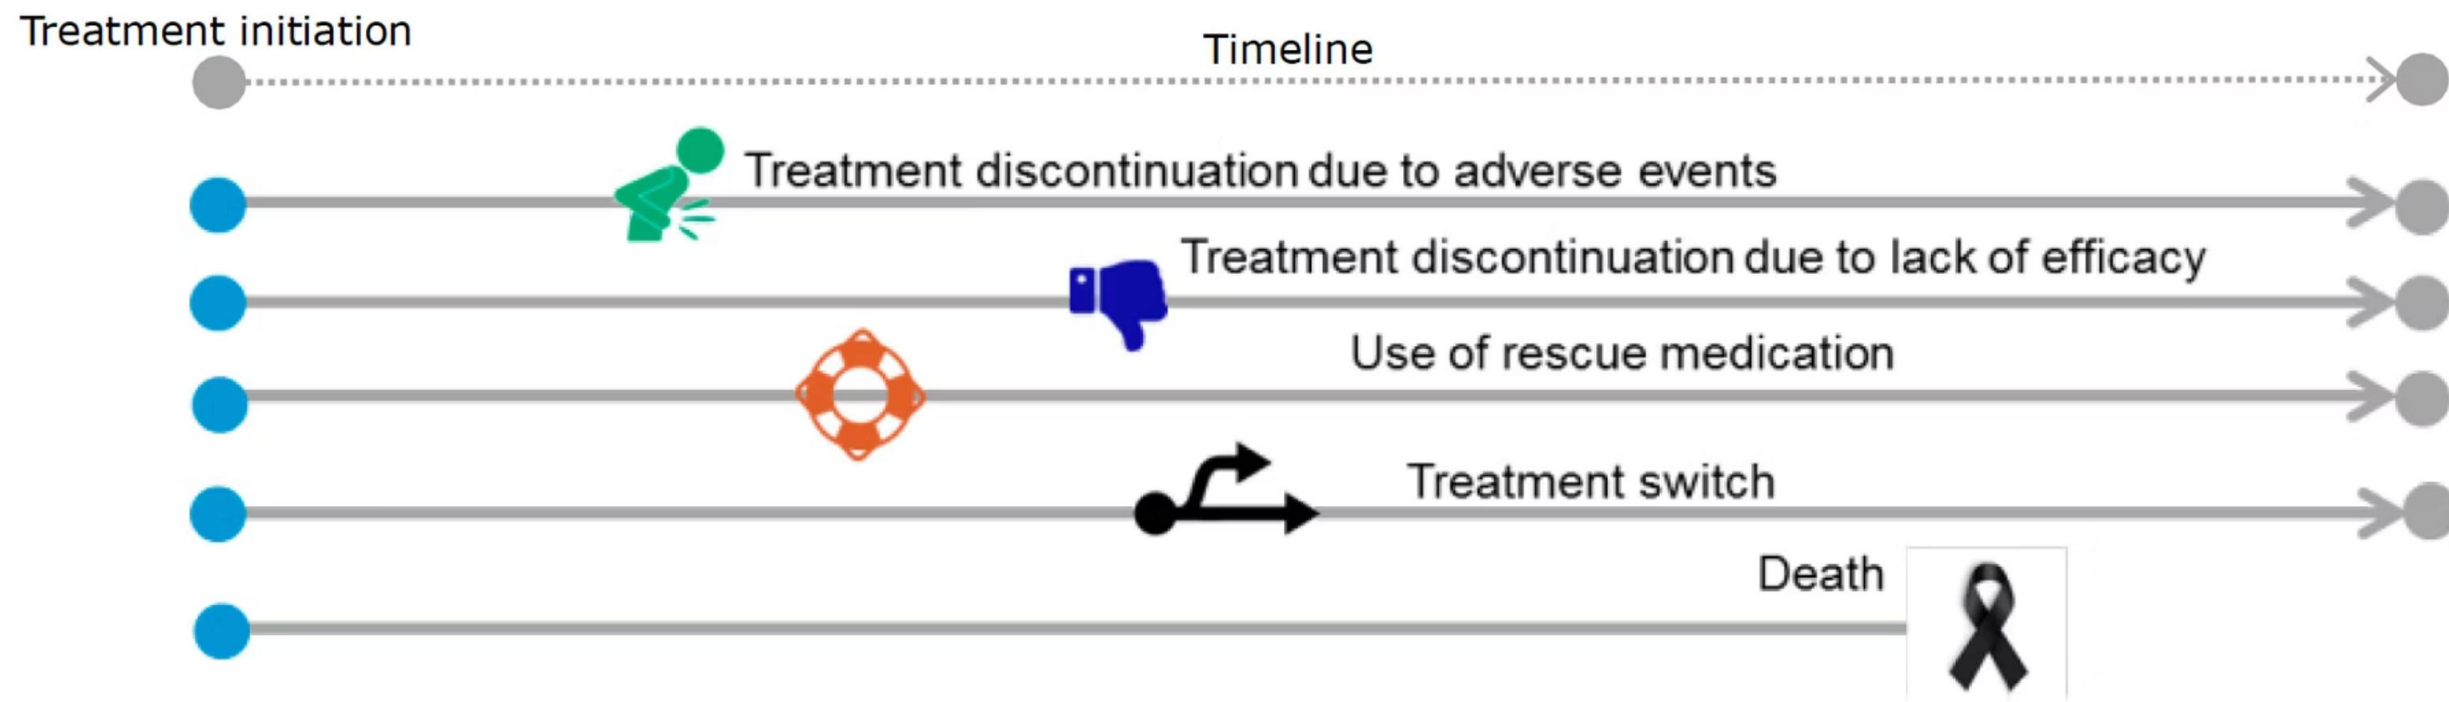 Treatment initiation
Timeline
Treatment discontinuation due to adverse events
Treatment discontinuation due to lack of efficacy
Use of rescue medication
Treatment switch
Death